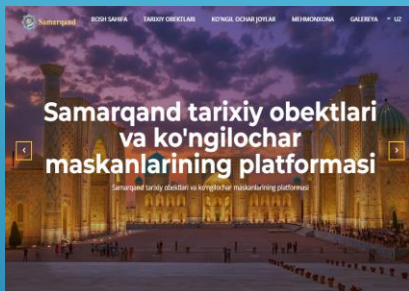 Samarqand BOSH SAHIFA TARIXIY OBEKTLARI KO'NGIL OCHAR JOYLAR MEHMONXONA GALEREYA UZ
Samarqand tarixiy obektlari
va ko'ngilochar
maskanlarining platformasi
Samarqand tarixiy obektlari va ko'ngilochar maskanlarining platformasi